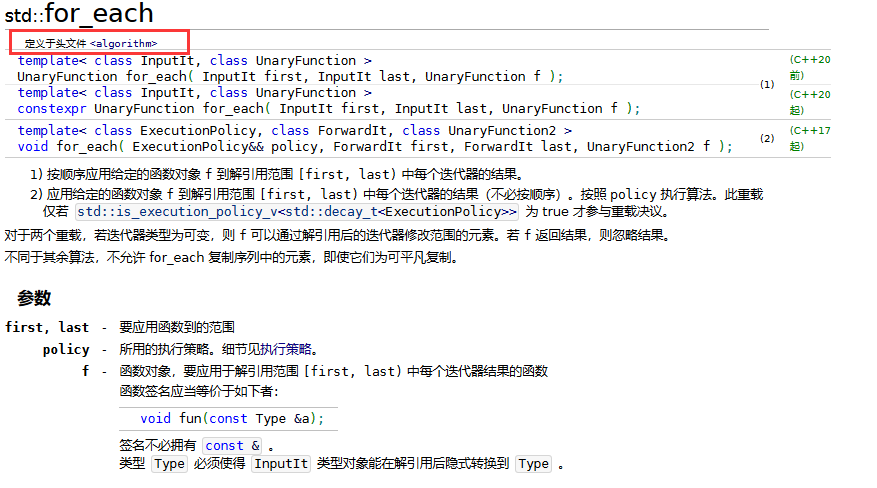 std::for_each
定义于头文件 <algorithm>
template< class InputIt, class UnaryFunction >
UnaryFunction for_each( InputIt first, InputIt last, UnaryFunction f );
(1)
(C++20
前)
template< class InputIt, class UnaryFunction >
constexpr UnaryFunction for_each( InputIt first, InputIt last, UnaryFunction f );
(C++20
起)
template< class ExecutionPolicy, class ForwardIt, class UnaryFunction2 >
void for_each( ExecutionPolicy&& policy, ForwardIt first, ForwardIt last, UnaryFunction2 f );
(2)
(C++17
起)
1) 按顺序应用给定的函数对象 f 到解引用范围 [first, last) 中每个迭代器的结果。
2) 应用给定的函数对象 f 到解引用范围 [first, last) 中每个迭代器的结果（不必按顺序）。按照 policy 执行算法。此重载
仅若 std::is_execution_policy_v<std::decay_t<ExecutionPolicy>> 为 true 才参与重载决议。
对于两个重载，若迭代器类型为可变，则 f 可以通过解引用后的迭代器修改范围的元素。若 f 返回结果，则忽略结果。
不同于其余算法，不允许 for_each 复制序列中的元素，即使它们为可平凡复制。
参数
first, last - 要应用函数到的范围
policy - 所用的执行策略。细节见执行策略。
f - 函数对象，要应用于解引用范围 [first, last) 中每个迭代器结果的函数
函数签名应当等价于如下者：
void fun(const Type &a);
签名不必拥有 const & 。
类型 Type 必须使得 InputIt 类型对象能在解引用后隐式转换到 Type 。